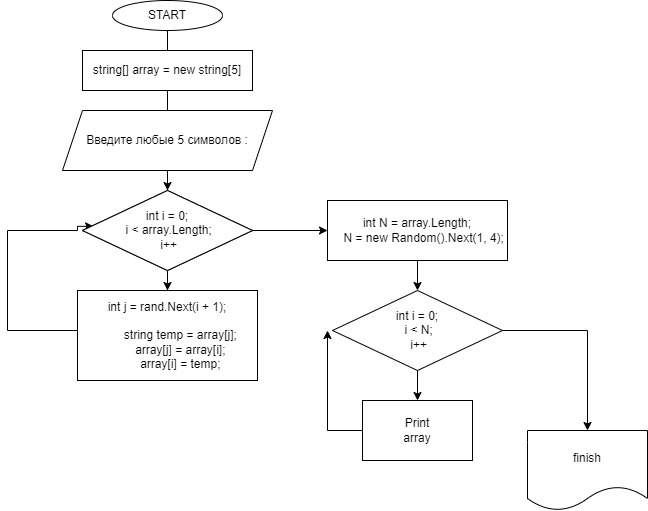 START
string[] array = new string[5]
Введите любые 5 символов :
int i = 0;
i < array.Length;
i++
int j = rand.Next(i + 1);
string temp = array[j];
array[j] = array[i];
array[i] = temp;
int N = array.Length;
N = new Random().Next(1, 4);
int i = 0;
i < N;
i++
Print
array
finish